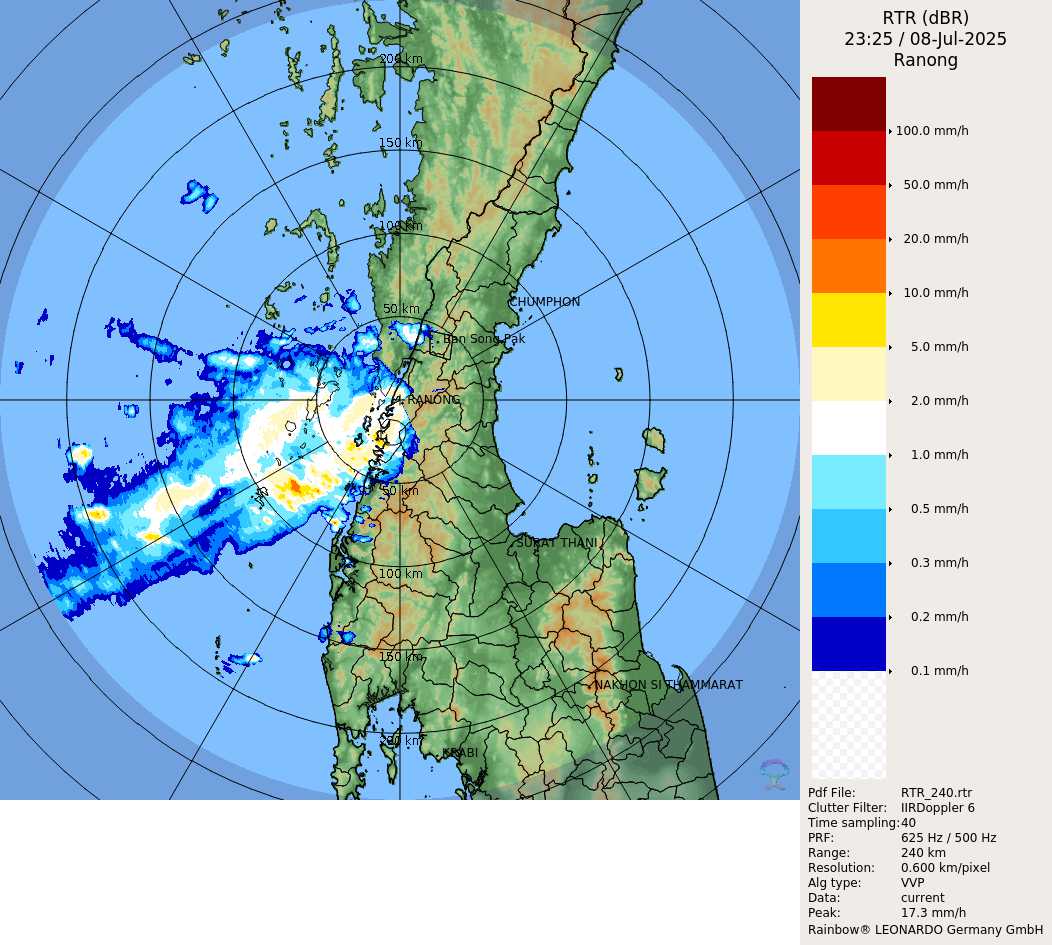 200 km
150 km
100 km
CHUMPHON
50 km
Ban Song Pak
RANONG
50 km
SURAT THANI
100 km
150 km
NAKHON SI THAMMARAT
200 km
KRABI
RTR (dBR)
23:25 / 08-Jul-2025
Ranong
100.0 mm/h
50.0 mm/h
20.0 mm/h
10.0 mm/h
5.0 mm/h
2.0 mm/h
1.0 mm/h
0.5 mm/h
0.3 mm/h
0.2 mm/h
0.1 mm/h
Pdf File: RTR_240.rtr
Clutter Filter: IIRDoppler 6
Time sampling: 40
PRF: 625 Hz / 500 Hz
Range: 240 km
Resolution: 0.600 km/pixel
Alg type: VVP
Data: current
Peak: 17.3 mm/h
Rainbow® LEONARDO Germany GmbH